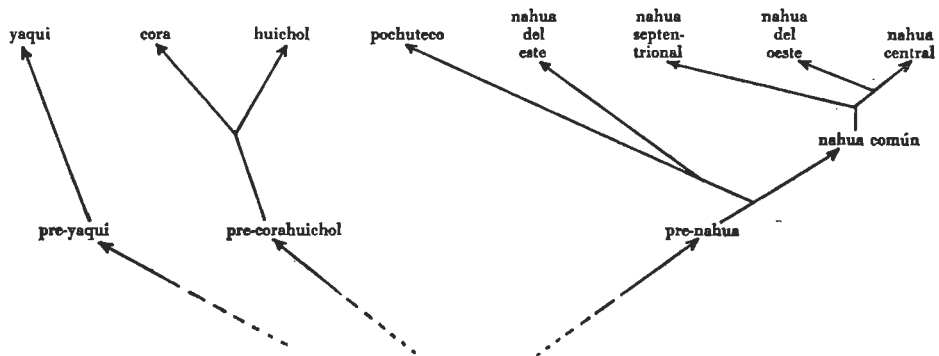 yaqui
cora
huichol
pochuteco
nahua
del
este
nahua
septen-
trional
nahua
del
oeste
nahua
central
nahua común
pre-yaqui
pre-corahuichol
pre-nahua